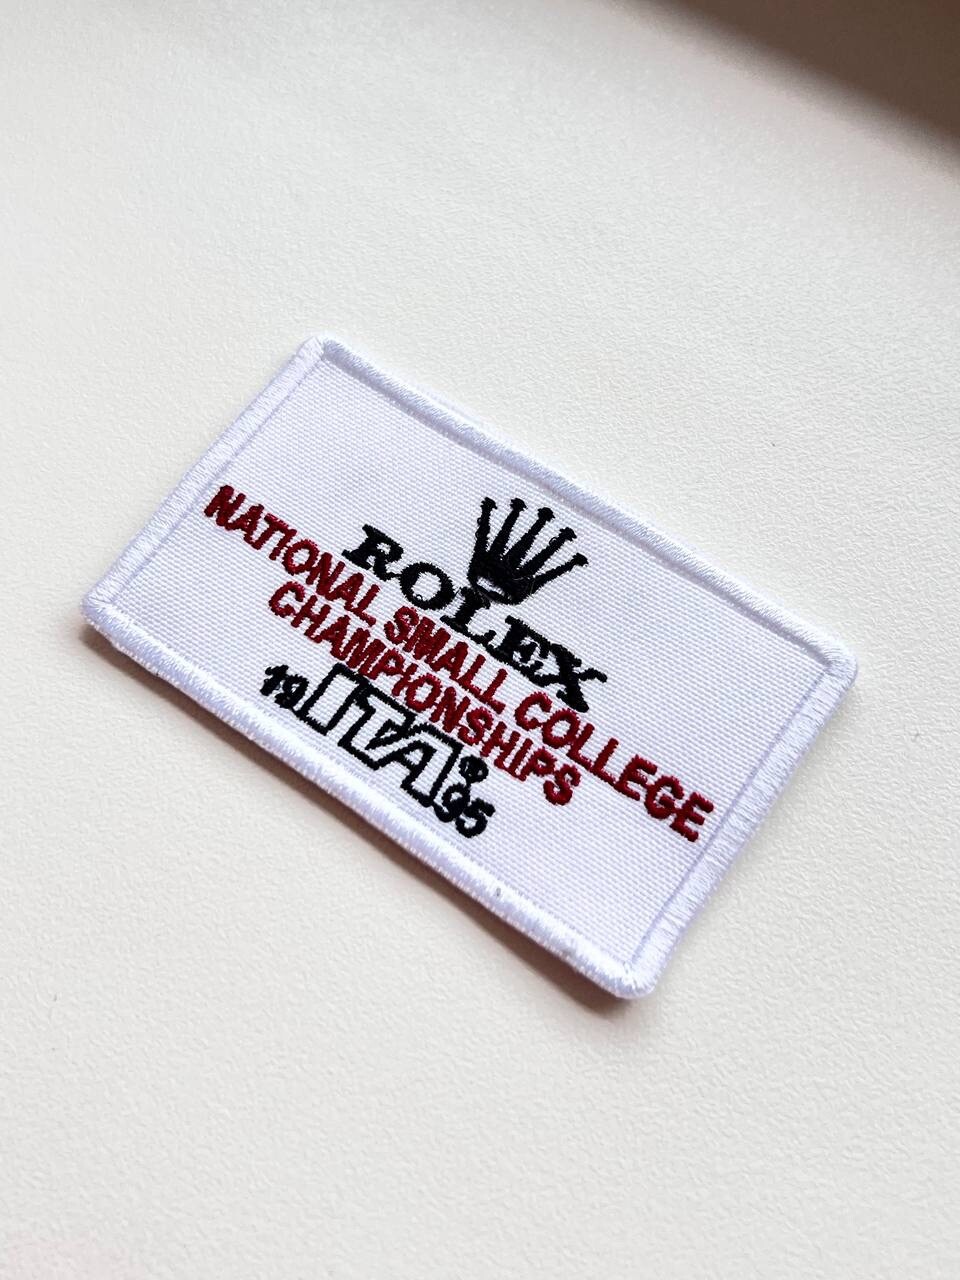 ROLEX
NATIONAL SMALL COLLEGE
CHAMPIONSHIPS
19 ITA® 95